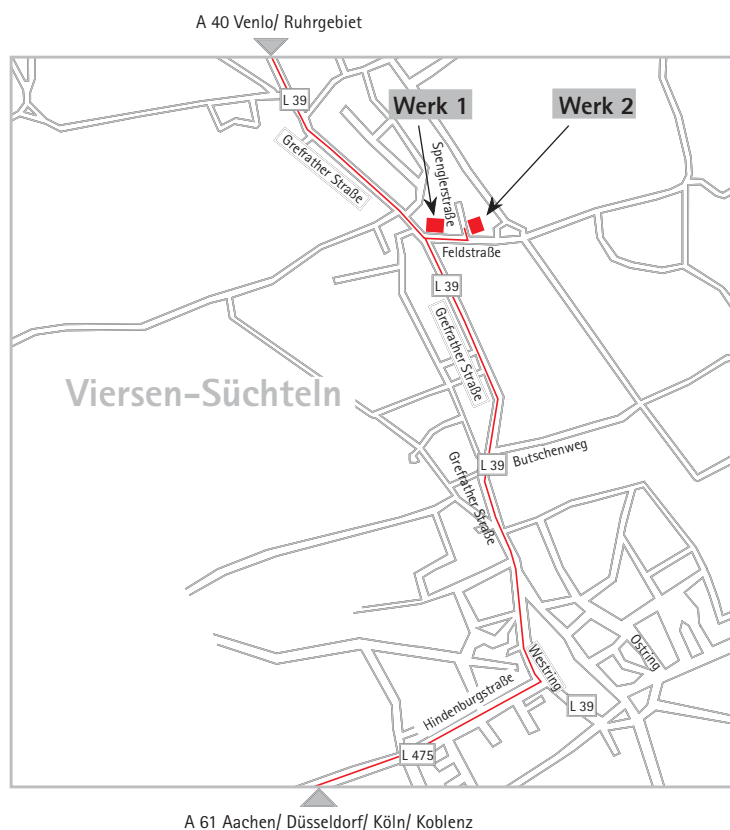 A 40 Venlo/ Ruhrgebiet
L 39
Werk 1
Werk 2
Grefrather Straße
Spenglerstraße
Feldstraße
L 39
Grefrather Straße
Viersen-Süchteln
Butschenweg
L 39
Grefrather Straße
Ostring
Westring
Hindenburgstraße
L 39
L 475
A 61 Aachen/ Düsseldorf/ Köln/ Koblenz